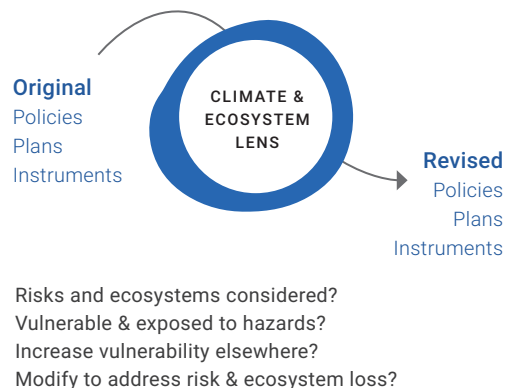 Original
Policies
Plans
Instruments
CLIMATE &
ECOSYSTEM
LENS
Revised
Policies
Plans
Instruments
Risks and ecosystems considered?
Vulnerable & exposed to hazards?
Increase vulnerability elsewhere?
Modify to address risk & ecosystem loss?